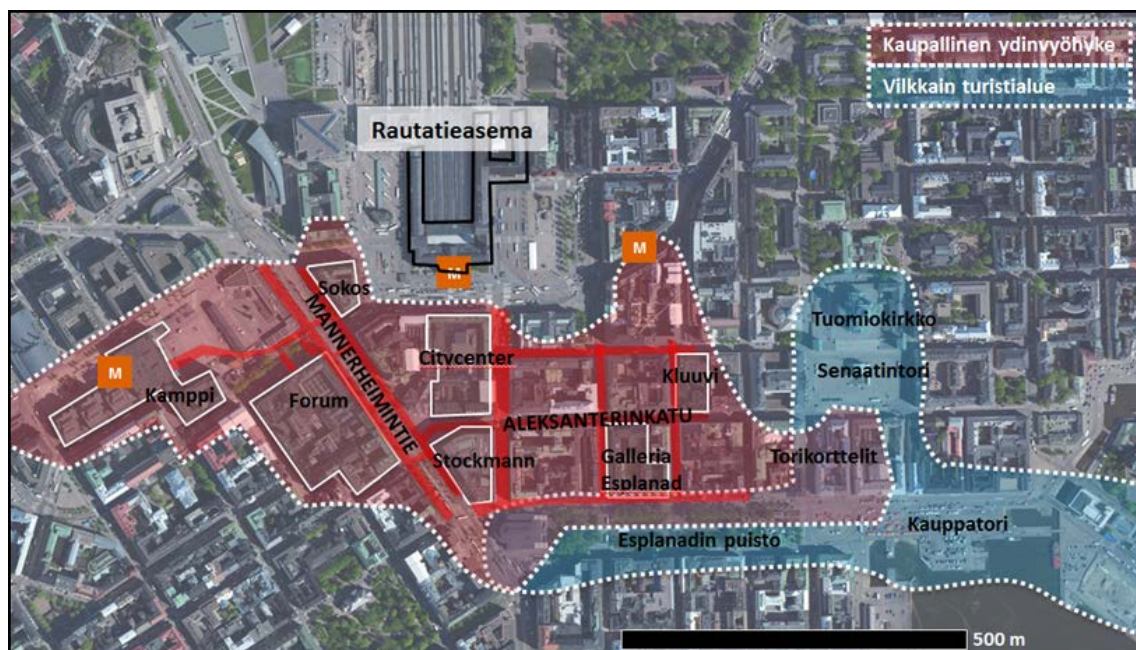 Kaupallinen ydinvyöhyke
Vilkkain turistialue
Rautatieasema
M
M
Sokos
MANNERHEIMINTIE
Tuomiokirkko
Citycenter
Kluuvi
Senaatintori
M
Kamppi
Forum
ALEKSANTERINKATU
Stockmann
Galleria
Esplanad
Torikorttelit
Kauppatori
Esplanadin puisto
500 m